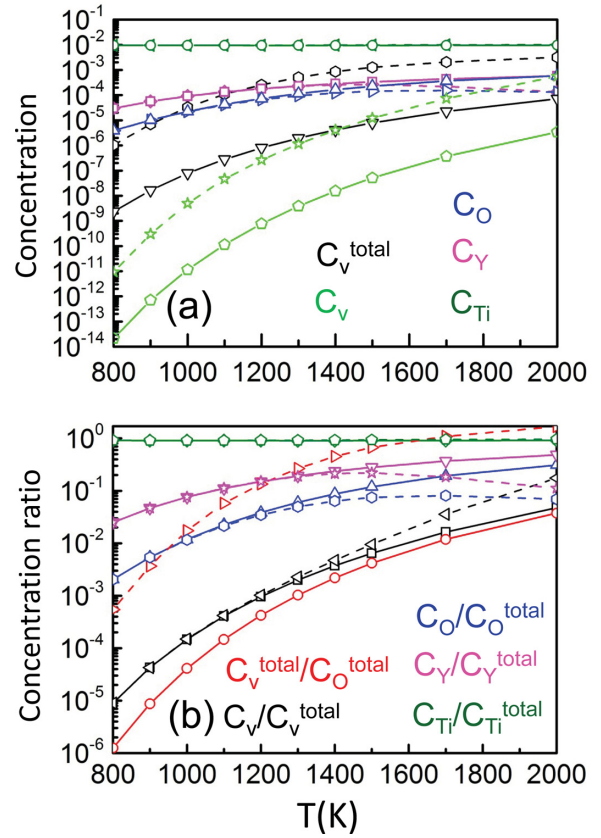 10^-1
10^-2
10^-3
10^-4
10^-5
10^-6
10^-7
10^-8
10^-9
10^-10
10^-11
10^-12
10^-13
10^-14
Concentration
C_O
C_v^total C_Y
(a) C_v C_Ti
800 1000 1200 1400 1600 1800 2000
10^0
10^-1
10^-2
10^-3
10^-4
10^-5
10^-6
Concentration ratio
C_O/C_O^total
C_v^total/C_O^total C_Y/C_Y^total
(b) C_v/C_v^total C_Ti/C_Ti^total
800 1000 1200 1400 1600 1800 2000
T(K)